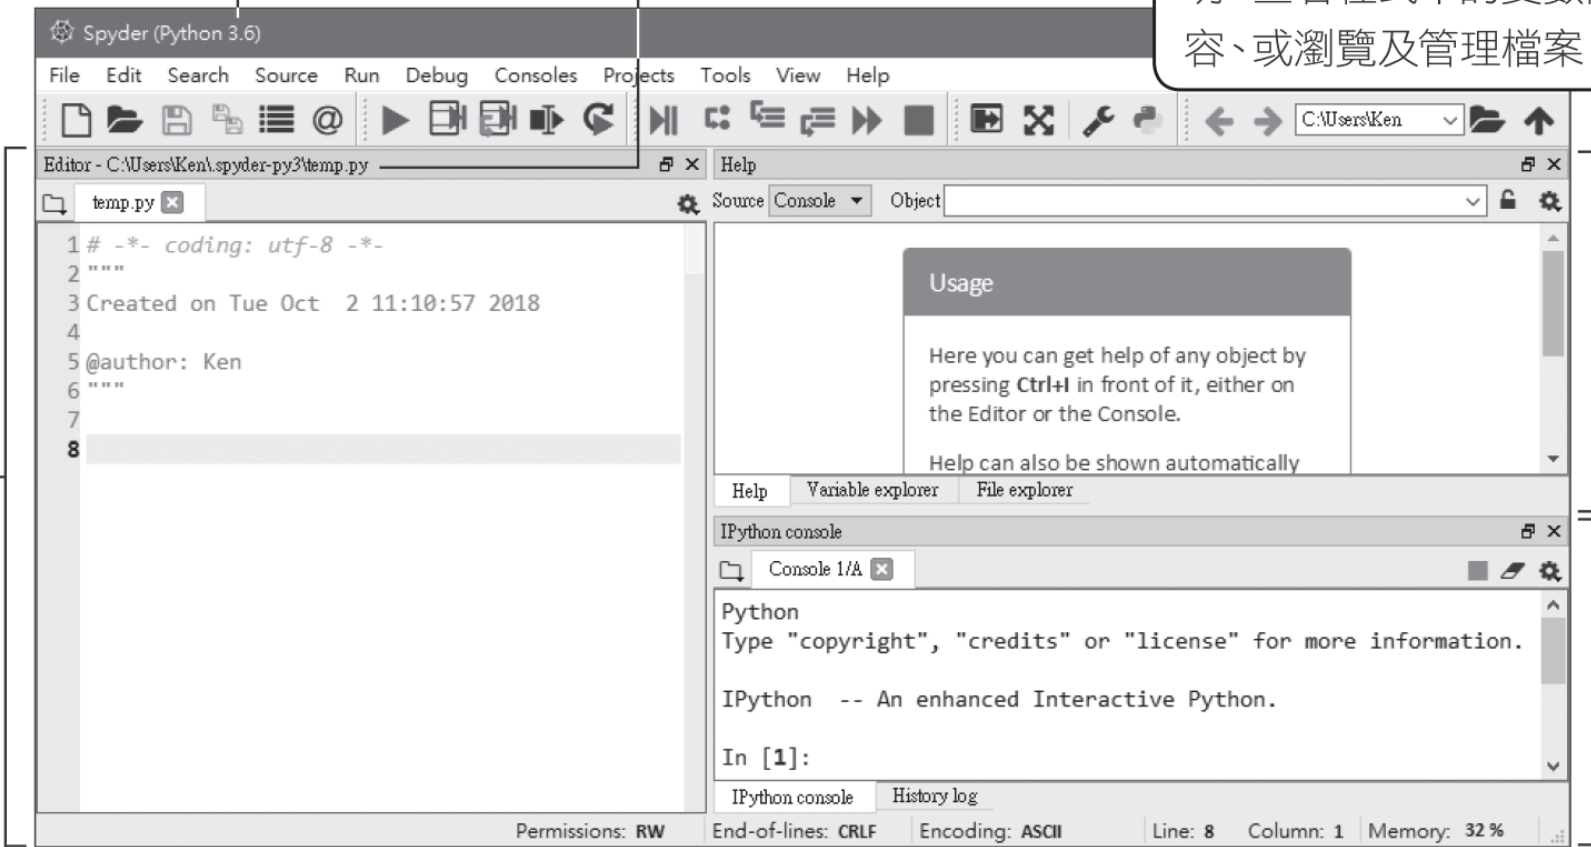 容、或瀏覽及管理檔案
Spyder (Python 3.6)
File Edit Search Source Run Debug Consoles Projects Tools View Help
C:\Users\Ken
Editor - C:\Users\Ken\.spyder-py3\temp.py
temp.py
1 # -*- coding: utf-8 -*-
2 """
3 Created on Tue Oct  2 11:10:57 2018
4
5 @author: Ken
6 """
7
8
Help
Source Console Object
Usage
Here you can get help of any object by
pressing Ctrl+I in front of it, either on
the Editor or the Console.
Help can also be shown automatically
Help Variable explorer File explorer
IPython console
Console 1/A
Python
Type "copyright", "credits" or "license" for more information.
IPython  -- An enhanced Interactive Python.
In [1]:
IPython console History log
Permissions: RW End-of-lines: CRLF Encoding: ASCII Line: 8 Column: 1 Memory: 32 %